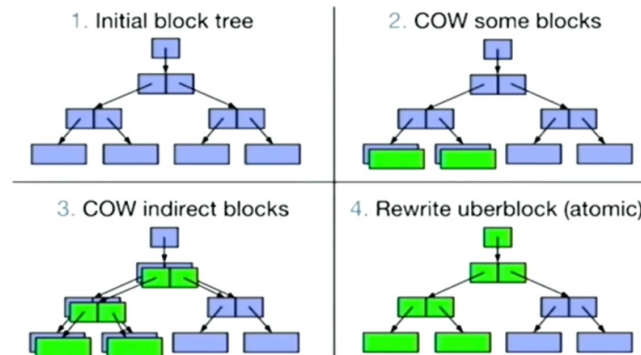 1. Initial block tree
2. COW some blocks
3. COW indirect blocks
4. Rewrite uberblock (atomic)